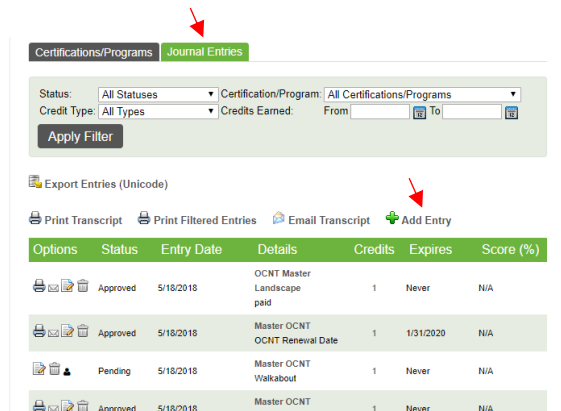 Certifications/Programs Journal Entries
Status: All Statuses Certification/Program: All Certifications/Programs
Credit Type: All Types Credits Earned: From To
Apply Filter
Export Entries (Unicode)
Print Transcript Print Filtered Entries Email Transcript Add Entry
Options Status Entry Date Details Credits Expires Score (%)
OCNT Master
Landscape
paid
Approved 5/18/2018 1 Never N/A
Master OCNT
OCNT Renewal Date
Approved 5/18/2018 1 1/31/2020 N/A
Master OCNT
Walkabout
Pending 5/18/2018 1 Never N/A
Master OCNT
Approved 5/18/2018 1 Never N/A